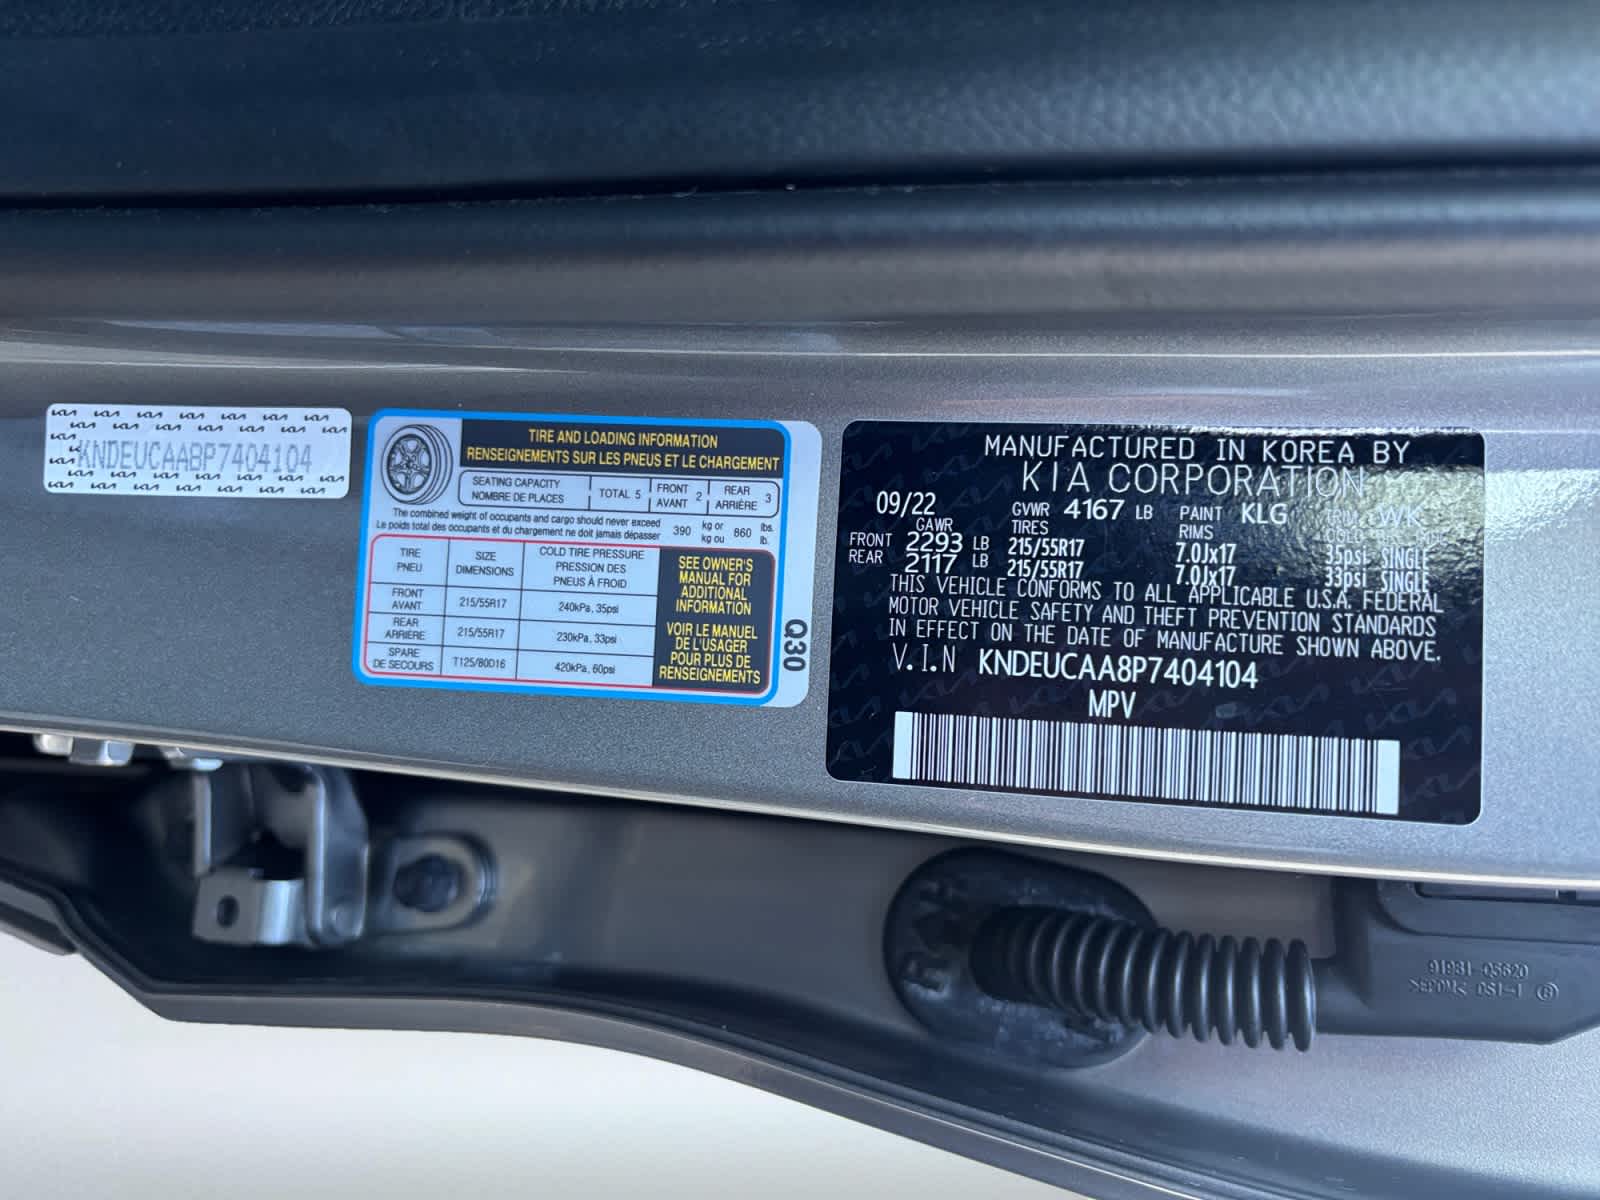 KNDEUCAA8P7404104
TIRE AND LOADING INFORMATION
RENSEIGNEMENTS SUR LES PNEUS ET LE CHARGEMENT
SEATING CAPACITY
NOMBRE DE PLACES
TOTAL 5
FRONT
AVANT 2
REAR
ARRIÈRE 3
The combined weight of occupants and cargo should never exceed
Le poids total des occupants et du chargement ne doit jamais dépasser
390 kg or
kg ou
860 lbs.
lb.
TIRE
PNEU
SIZE
DIMENSIONS
COLD TIRE PRESSURE
PRESSION DES
PNEUS À FROID
FRONT
AVANT
215/55R17
240kPa, 35psi
REAR
ARRIÈRE
215/55R17
230kPa, 33psi
SPARE
DE SECOURS
T125/80D16
420kPa, 60psi
SEE OWNER'S
MANUAL FOR
ADDITIONAL
INFORMATION
VOIR LE MANUEL
DE L'USAGER
POUR PLUS DE
RENSEIGNEMENTS
Q30
MANUFACTURED IN KOREA BY
KIA CORPORATION
09/22 GVWR 4167 LB PAINT KLG TRIM WK
GAWR TIRES RIMS COLD
FRONT 2293 LB 215/55R17 7.0Jx17 35psi SINGLE
REAR 2117 LB 215/55R17 7.0Jx17 33psi SINGLE
THIS VEHICLE CONFORMS TO ALL APPLICABLE U.S.A. FEDERAL
MOTOR VEHICLE SAFETY AND THEFT PREVENTION STANDARDS
IN EFFECT ON THE DATE OF MANUFACTURE SHOWN ABOVE.
V.I.N KNDEUCAA8P7404104
MPV
91981-Q5620
>EPDM<